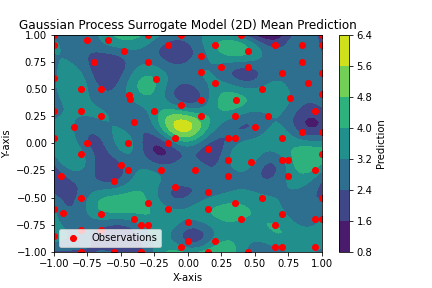 Gaussian Process Surrogate Model (2D) Mean Prediction
1.00
0.75
0.50
0.25
0.00
−0.25
−0.50
−0.75
−1.00
Y-axis
Observations
−1.00 −0.75 −0.50 −0.25 0.00 0.25 0.50 0.75 1.00
X-axis
6.4
5.6
4.8
4.0
3.2
2.4
1.6
0.8
Prediction